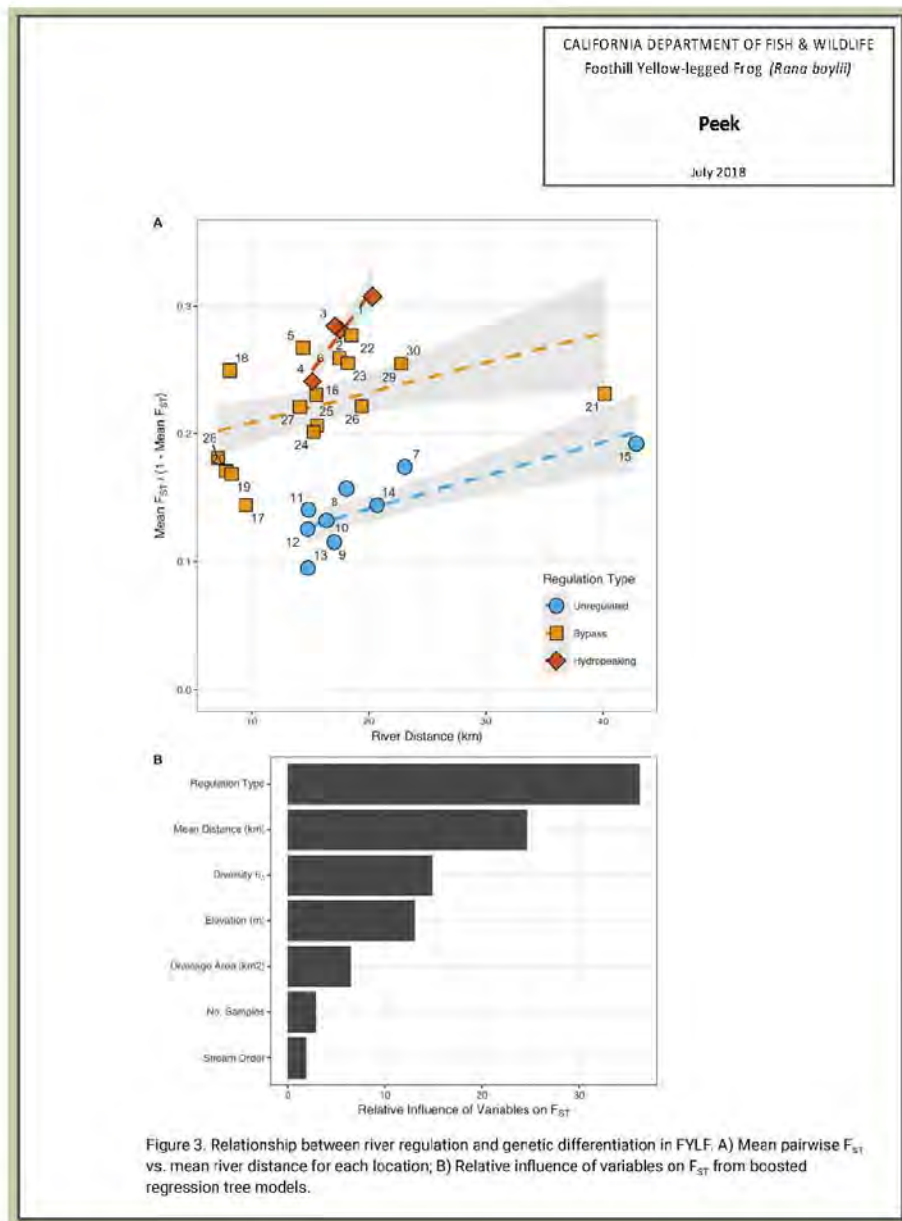 CALIFORNIA DEPARTMENT OF FISH & WILDLIFE
Foothill Yellow-legged Frog (Rana boylii)
Peek
July 2018
A
Mean FST / (1 - Mean FST)
0.3
0.2
0.1
0.0
3
1
5
2
22
18
6
30
4
23
29
16
21
27
25
26
28
24
7
15
20
19
11
8
14
17
10
12
13
9
Regulation Type
Unregulated
Bypass
Hydropeaking
10
20
30
40
River Distance (km)
B
Regulation Type
Mean Distance (km)
Diversity
Elevation (m)
Drainage Area (km2)
No. Samples
Stream Order
0
10
20
30
Relative Influence of Variables on FST
Figure 3. Relationship between river regulation and genetic differentiation in FYLF. A) Mean pairwise FST
vs. mean river distance for each location; B) Relative influence of variables on FST from boosted
regression tree models.